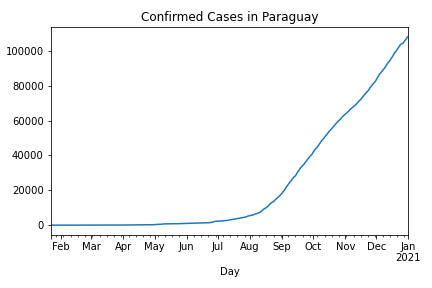 Confirmed Cases in Paraguay
100000
80000
60000
40000
20000
0
Feb Mar Apr May Jun Jul Aug Sep Oct Nov Dec Jan
2021
Day